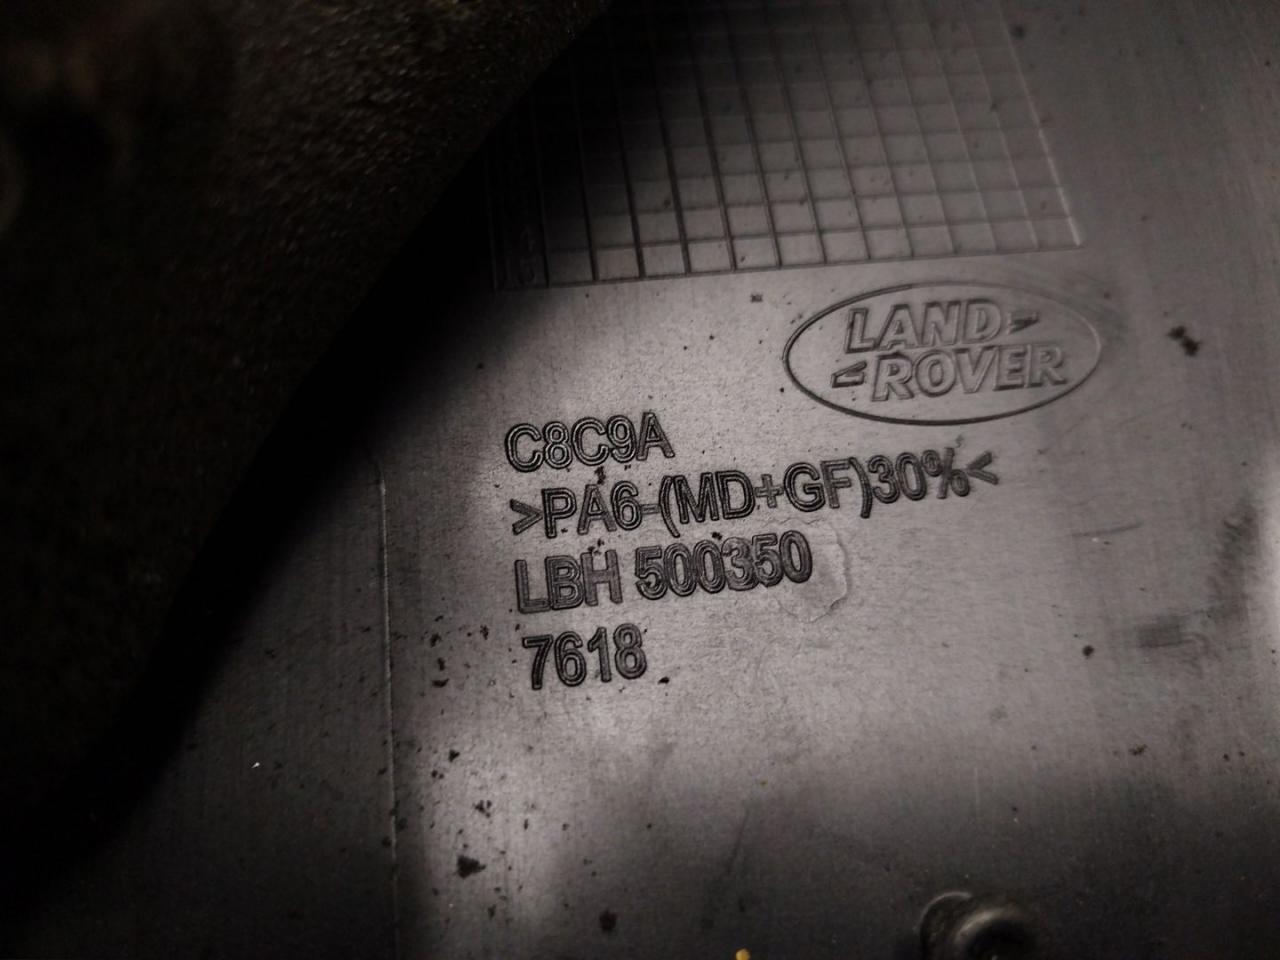 LAND
ROVER
C8C9A
>PA6-(MD+GF)30%<
LBH 500350
7618